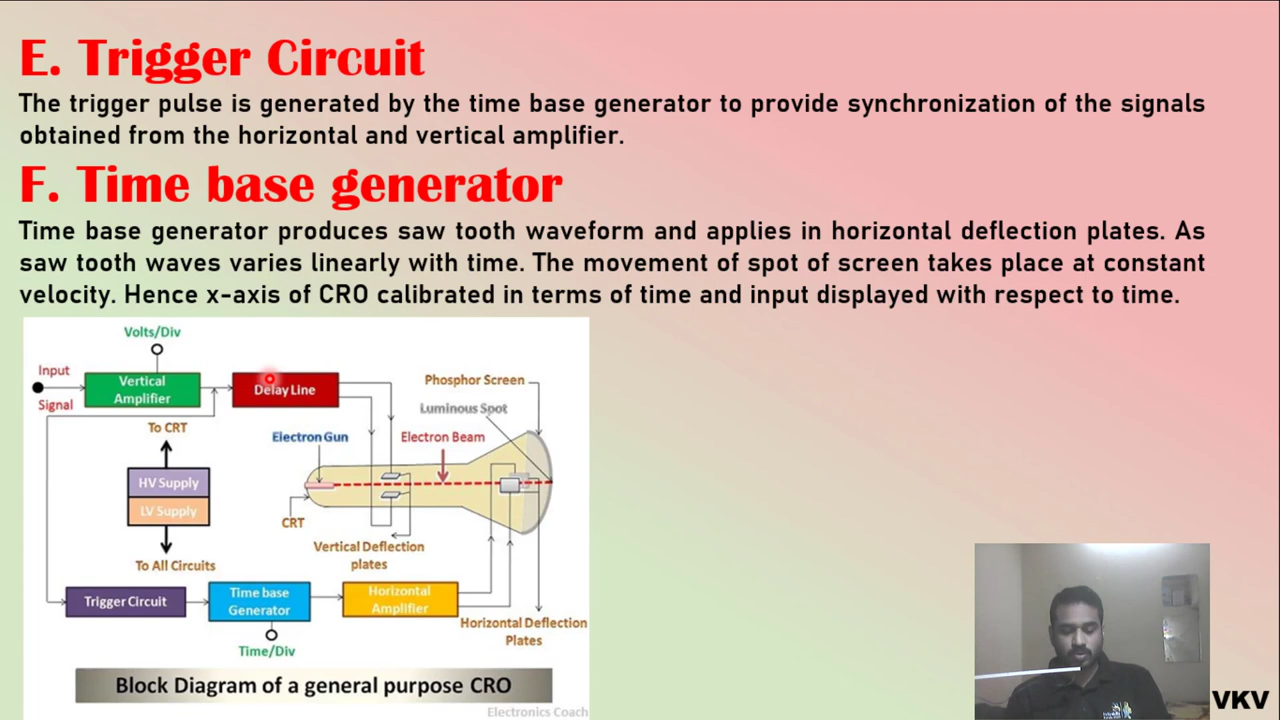 E. Trigger Circuit
The trigger pulse is generated by the time base generator to provide synchronization of the signals
obtained from the horizontal and vertical amplifier.
F. Time base generator
Time base generator produces saw tooth waveform and applies in horizontal deflection plates. As
saw tooth waves varies linearly with time. The movement of spot of screen takes place at constant
velocity. Hence x-axis of CRO calibrated in terms of time and input displayed with respect to time.
Volts/Div
Input
Signal
Vertical
Amplifier
Delay Line
Phosphor Screen
Luminous Spot
To CRT
Electron Gun
Electron Beam
HV Supply
LV Supply
CRT
Vertical Deflection
plates
To All Circuits
Trigger Circuit
Time base
Generator
Horizontal
Amplifier
Horizontal Deflection
Plates
Time/Div
Block Diagram of a general purpose CRO
Electronics Coach
VKV